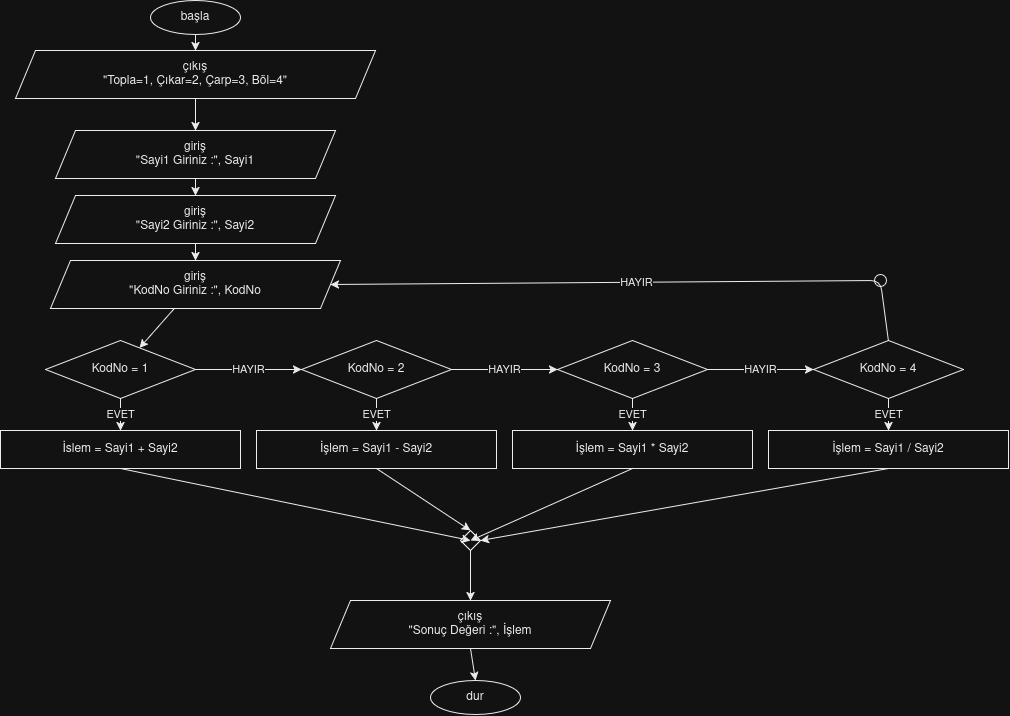 başla
çıkış
"Topla=1, Çıkar=2, Çarp=3, Böl=4"
giriş
"Sayi1 Giriniz :", Sayi1
giriş
"Sayi2 Giriniz :", Sayi2
giriş
"KodNo Giriniz :", KodNo
HAYIR
KodNo = 1
HAYIR
KodNo = 2
HAYIR
KodNo = 3
HAYIR
KodNo = 4
EVET
EVET
EVET
EVET
İslem = Sayi1 + Sayi2
İşlem = Sayi1 - Sayi2
İşlem = Sayi1 * Sayi2
İşlem = Sayi1 / Sayi2
çıkış
"Sonuç Değeri :", İşlem
dur